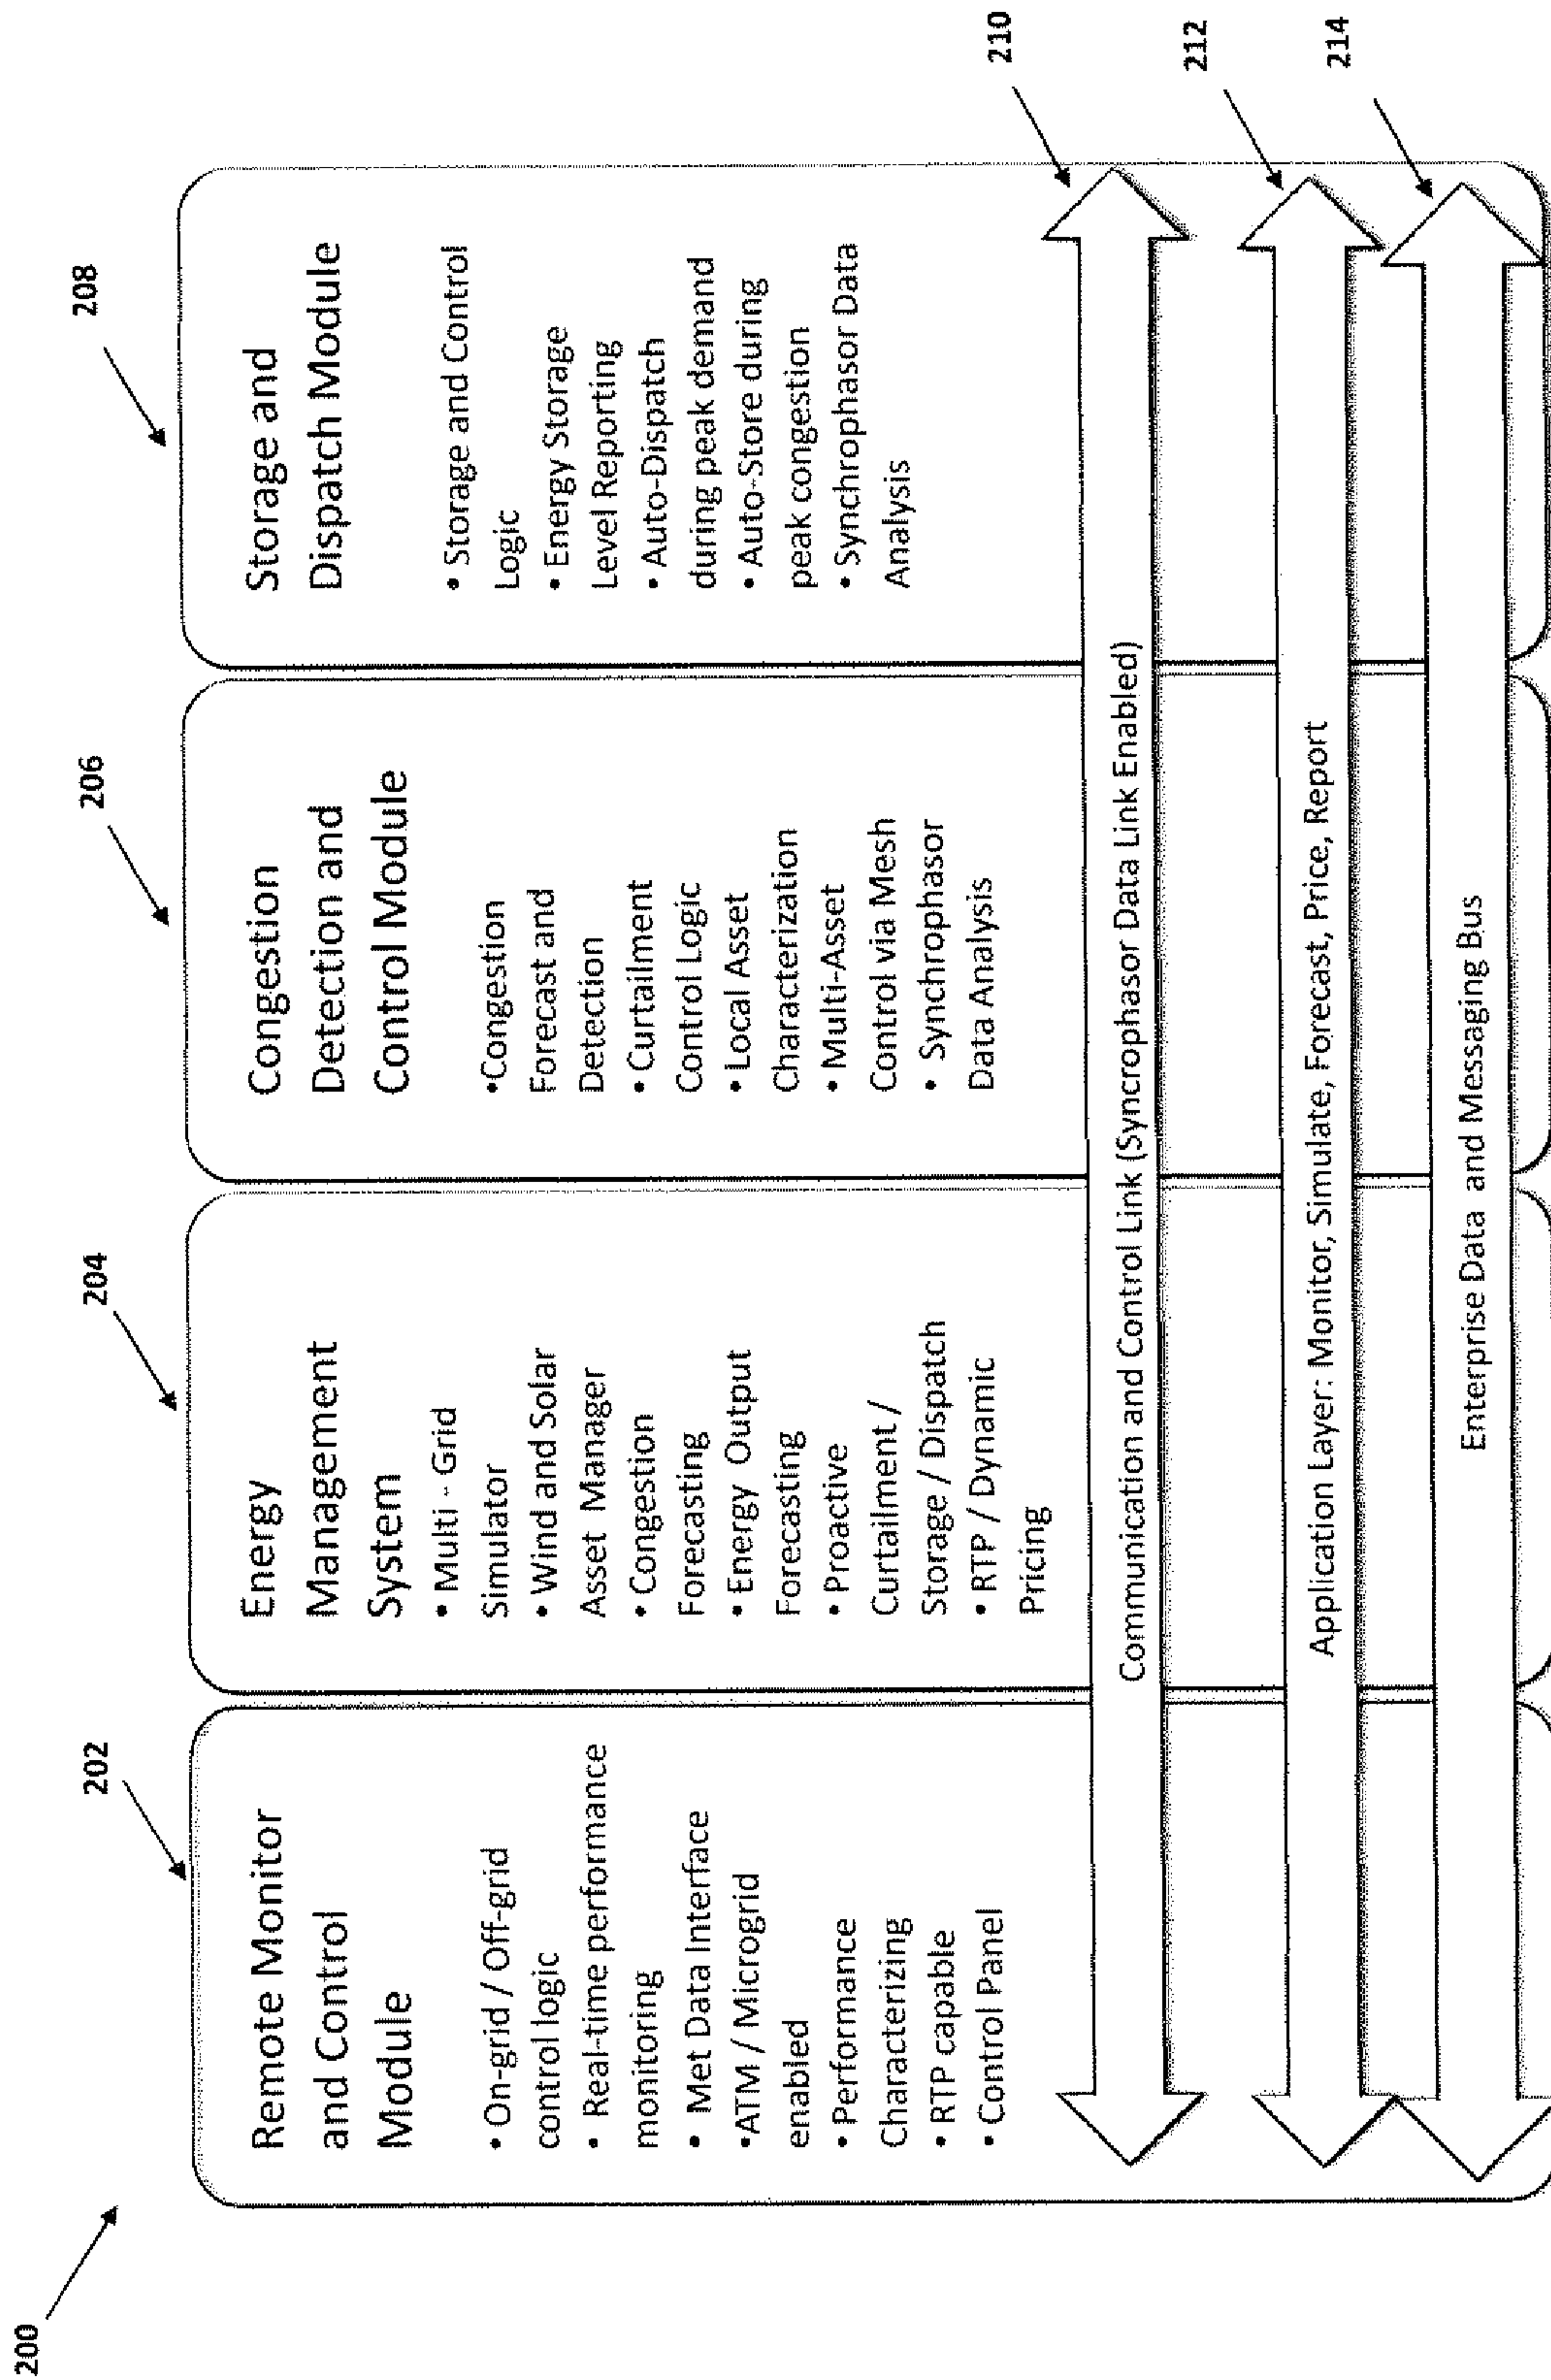 200
202
Remote Monitor
and Control
Module
• On-grid / Off-grid
control logic
• Real-time performance
monitoring
• Met Data Interface
•ATM / Microgrid
enabled
• Performance
Characterizing
• RTP capable
• Control Panel
204
Energy
Management
System
• Multi - Grid
Simulator
• Wind and Solar
Asset Manager
• Congestion
Forecasting
• Energy Output
Forecasting
• Proactive
Curtailment /
Storage / Dispatch
• RTP / Dynamic
Pricing
206
Congestion
Detection and
Control Module
•Congestion
Forecast and
Detection
• Curtailment
Control Logic
• Local Asset
Characterization
• Multi-Asset
Control via Mesh
• Synchrophasor
Data Analysis
208
Storage and
Dispatch Module
• Storage and Control
Logic
• Energy Storage
Level Reporting
• Auto-Dispatch
during peak demand
• Auto-Store during
peak congestion
• Synchrophasor Data
Analysis
210
Communication and Control Link (Syncrophasor Data Link Enabled)
212
Application Layer: Monitor, Simulate, Forecast, Price, Report
214
Enterprise Data and Messaging Bus